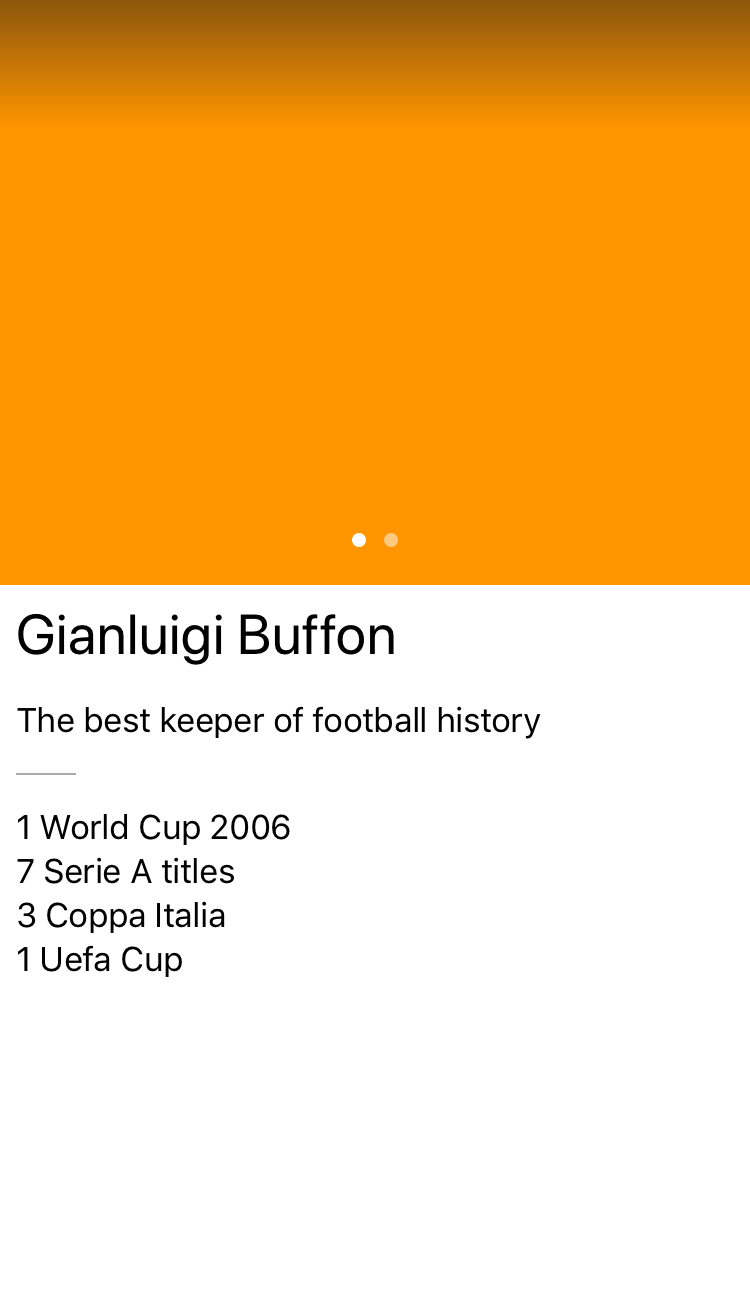 Gianluigi Buffon
The best keeper of football history
1 World Cup 2006
7 Serie A titles
3 Coppa Italia
1 Uefa Cup